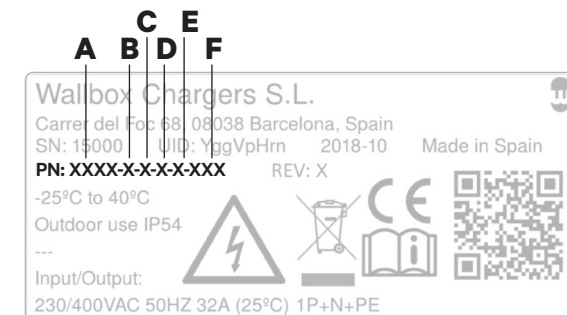 C E
A B D F
Wallbox Chargers S.L.
Carrer del Foc 68, 08038 Barcelona, Spain
SN: 15000 UID: YggVpHrn 2018-10 Made in Spain
PN: XXXX-X-X-X-X-XXX REV: X
-25ºC to 40ºC
Outdoor use IP54
---
Input/Output:
230/400VAC 50HZ 32A (25ºC) 1P+N+PE
CE
i